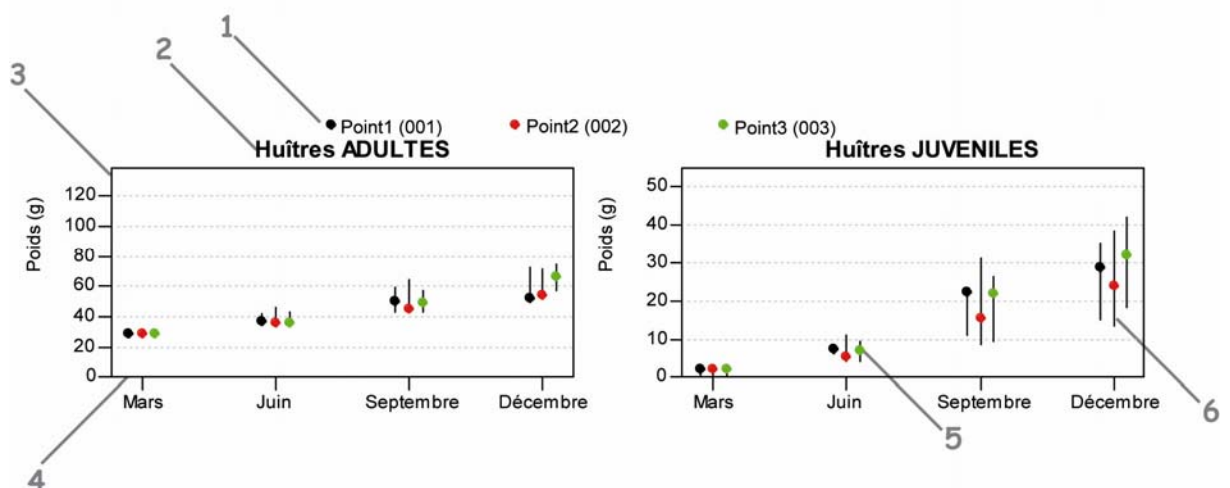 1
2
3
Point1 (001)
Point2 (002)
Point3 (003)
Huîtres ADULTES
Huîtres JUVENILES
Poids (g)
120
100
80
60
40
20
0
Mars
Juin
Septembre
Décembre
Poids (g)
50
40
30
20
10
0
Mars
Juin
Septembre
Décembre
4
5
6